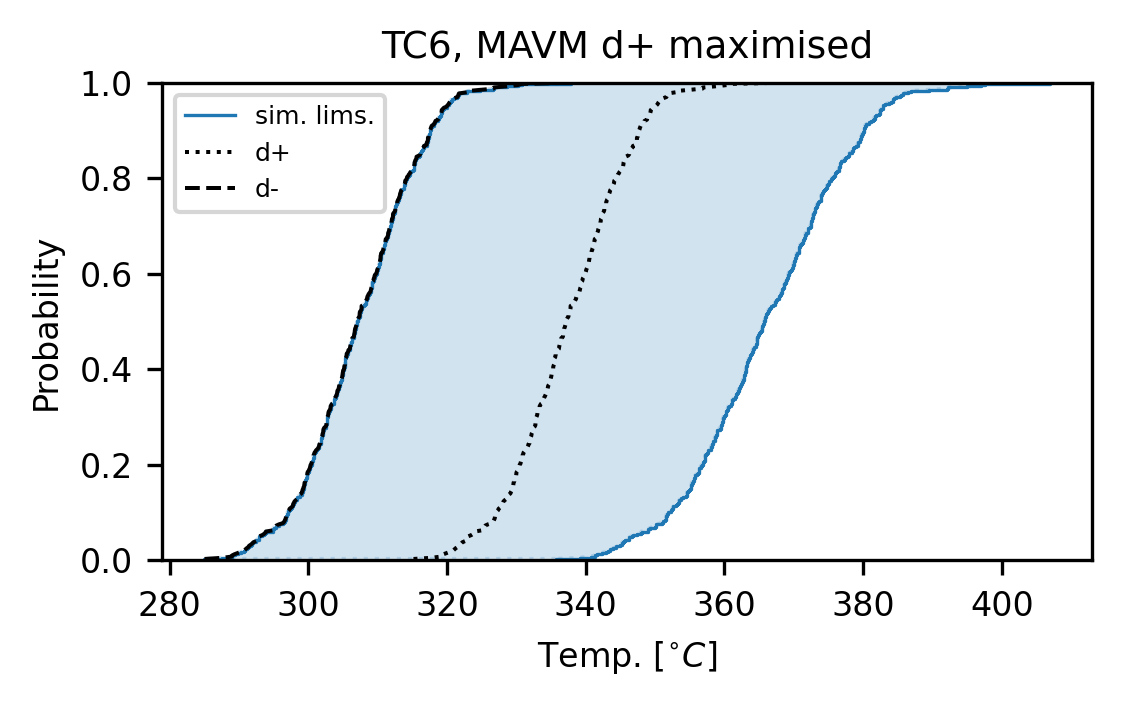 TC6, MAVM d+ maximised
1.0
0.8
0.6
0.4
0.2
0.0
Probability
sim. lims.
d+
d-
280 300 320 340 360 380 400
Temp. [°C]